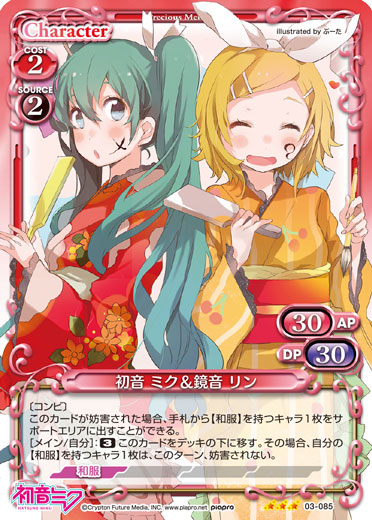 Precious Memories
Character
illustrated by ぷーた
COST
2
SOURCE
2
30 AP
DP 30
初音 ミク＆鏡音 リン
［コンビ］
このカードが妨害された場合、手札から【和服】を持つキャラ1枚をサ
ポートエリアに出すことができる。
［メイン/自分］：3 このカードをデッキの下に移す。その場合、自分の
【和服】を持つキャラ1枚は、このターン、妨害されない。
和服
初音ミク
HATSUNE MIKU
©Crypton Future Media, INC. www.piapro.net piapro
★★★ 03-085